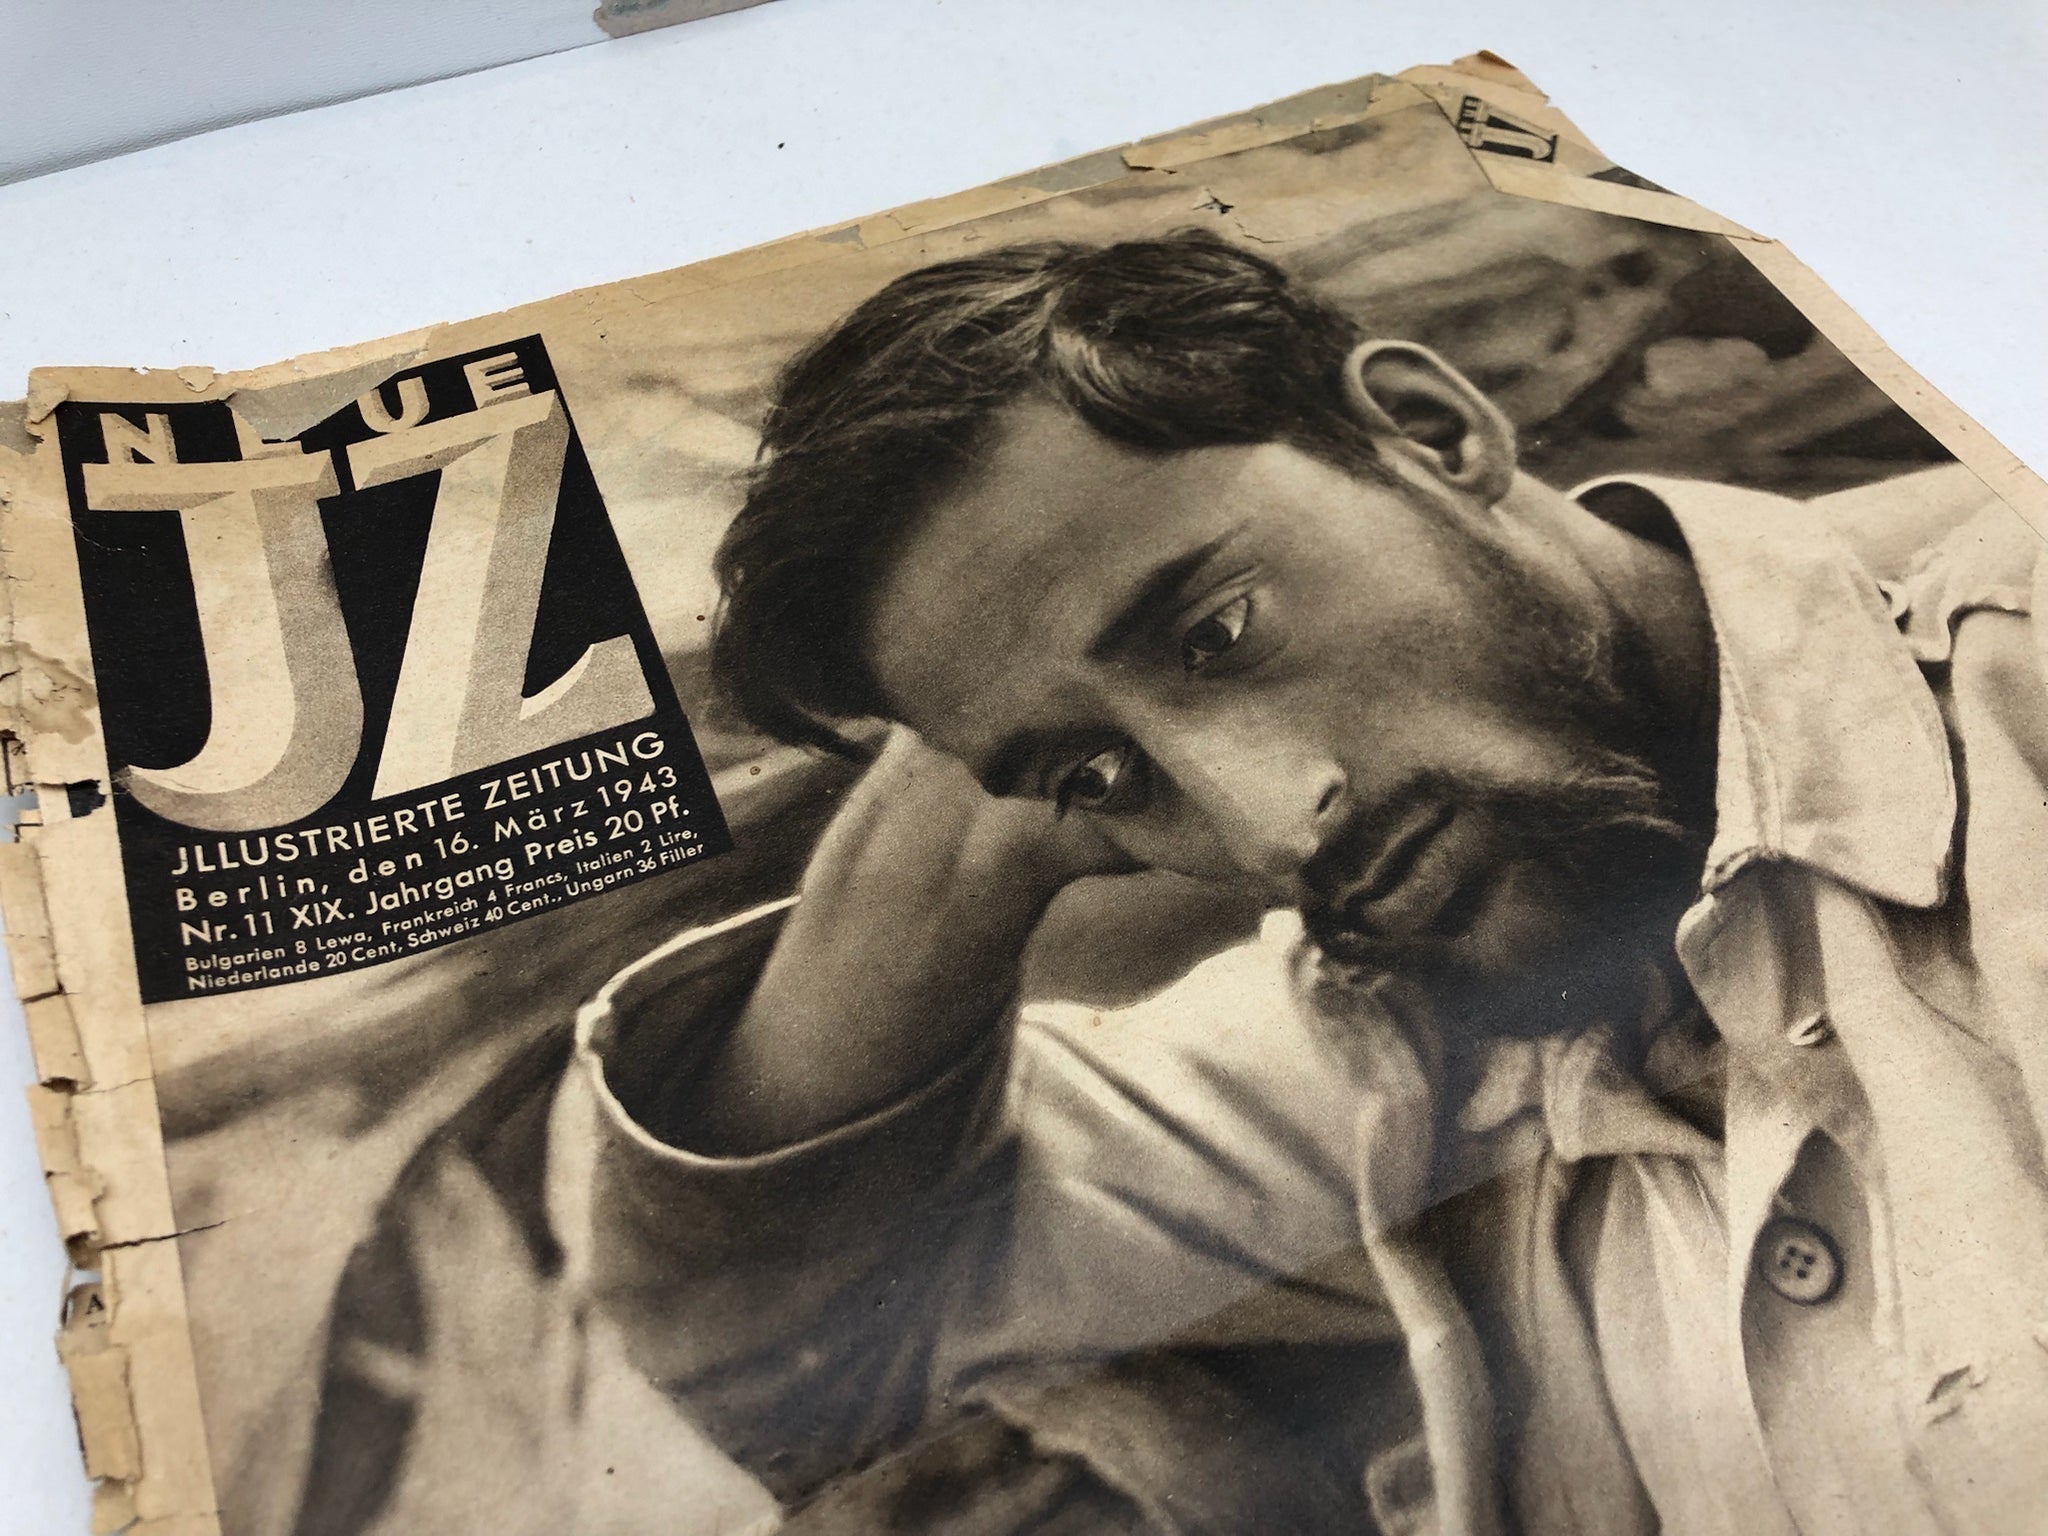 NEUE
JZ
JLLUSTRIERTE ZEITUNG
Berlin, den 16. März 1943
Nr. 11 XIX. Jahrgang Preis 20 Pf.
Bulgarien 8 Lewa, Frankreich 4 Francs, Italien 2 Lire,
Niederlande 20 Cent, Schweiz 40 Cent., Ungarn 36 Filler
A